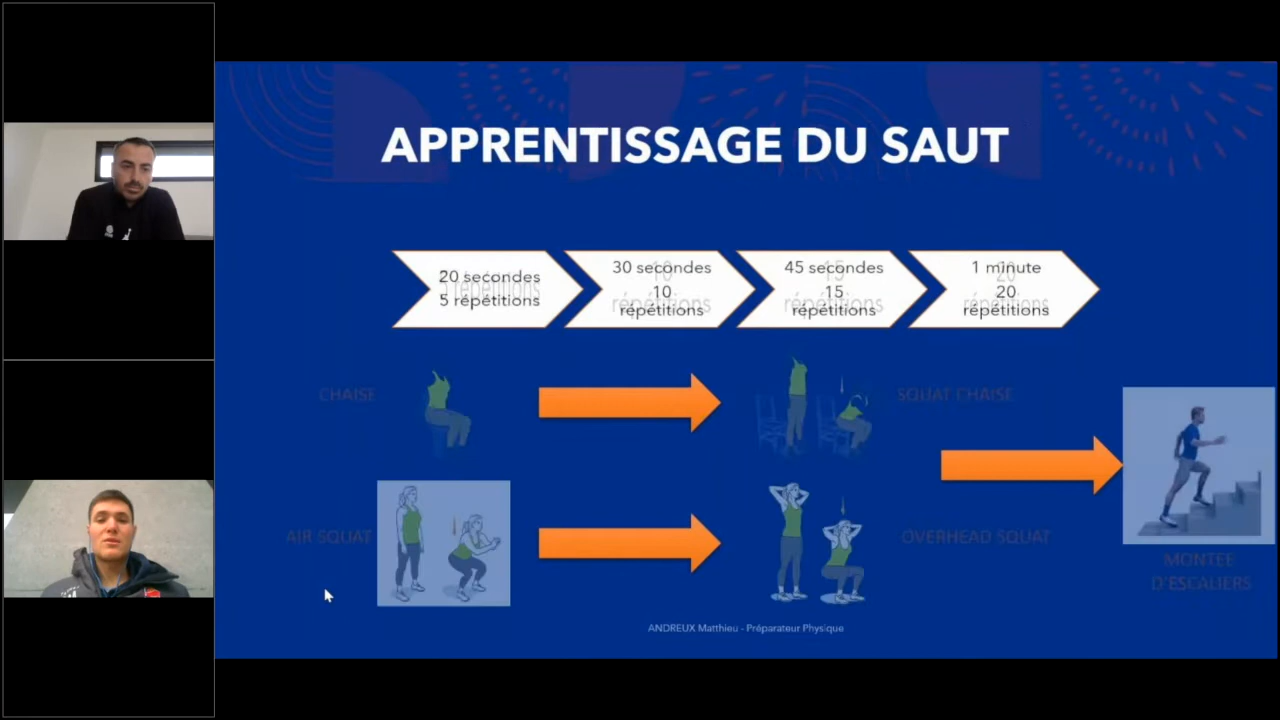 APPRENTISSAGE DU SAUT
20 secondes
5 répétitions
30 secondes
10
répétitions
45 secondes
15
répétitions
1 minute
20
répétitions
CHAISE
SQUAT CHAISE
AIR SQUAT
OVERHEAD SQUAT
MONTEE
D'ESCALIERS
ANDREUX Matthieu - Préparateur Physique